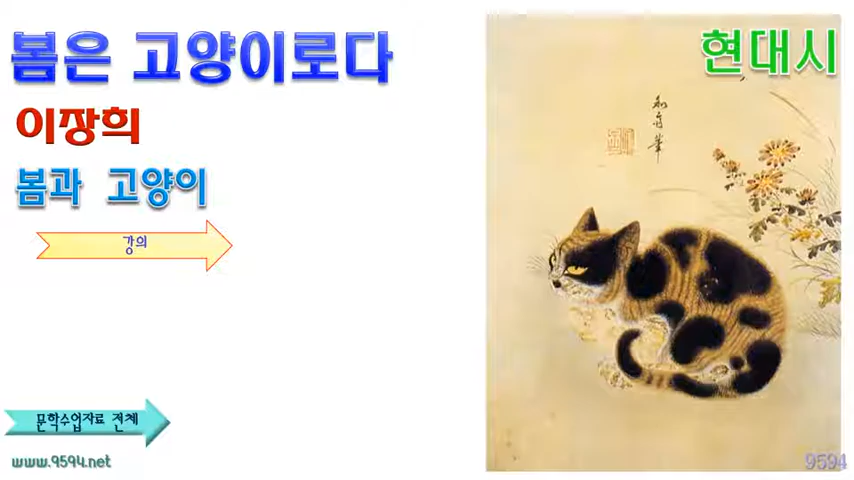 봄은 고양이로다
현대시
이장희
봄과 고양이
강의
문학수업자료 전체
www.9594.net
9594